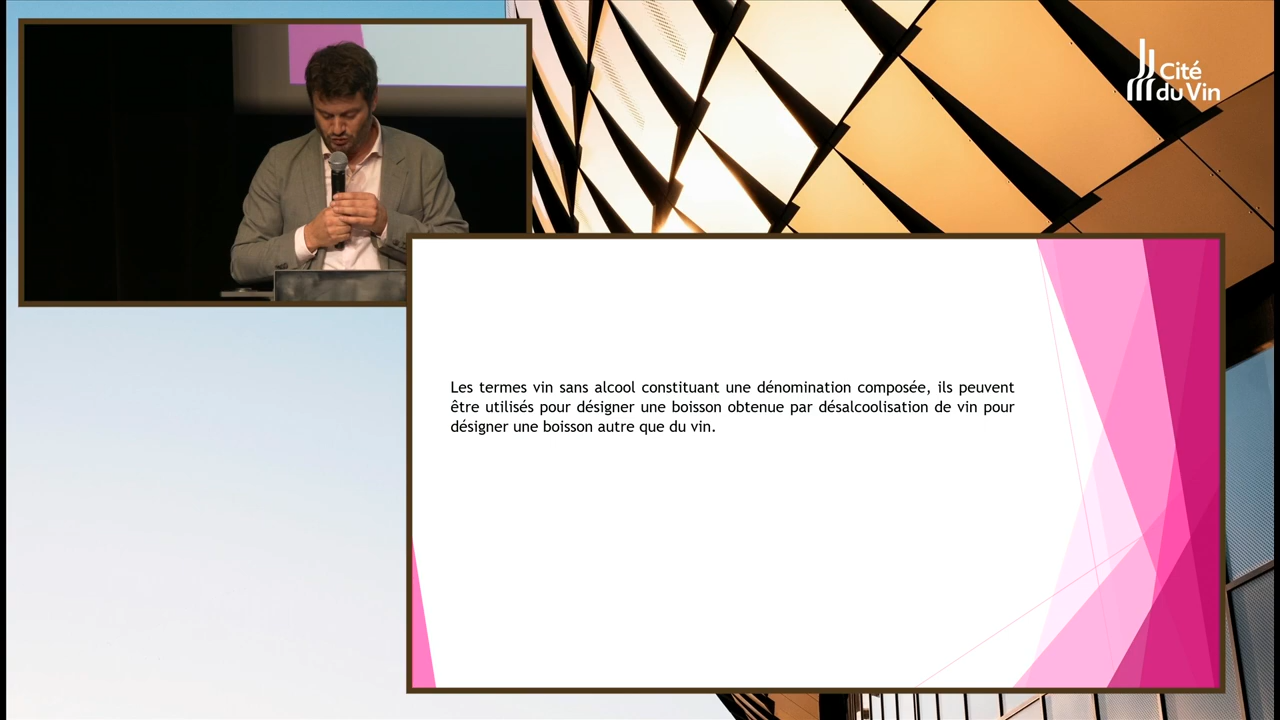 Cité
du Vin
Les termes vin sans alcool constituant une dénomination composée, ils peuvent
être utilisés pour désigner une boisson obtenue par désalcoolisation de vin pour
désigner une boisson autre que du vin.